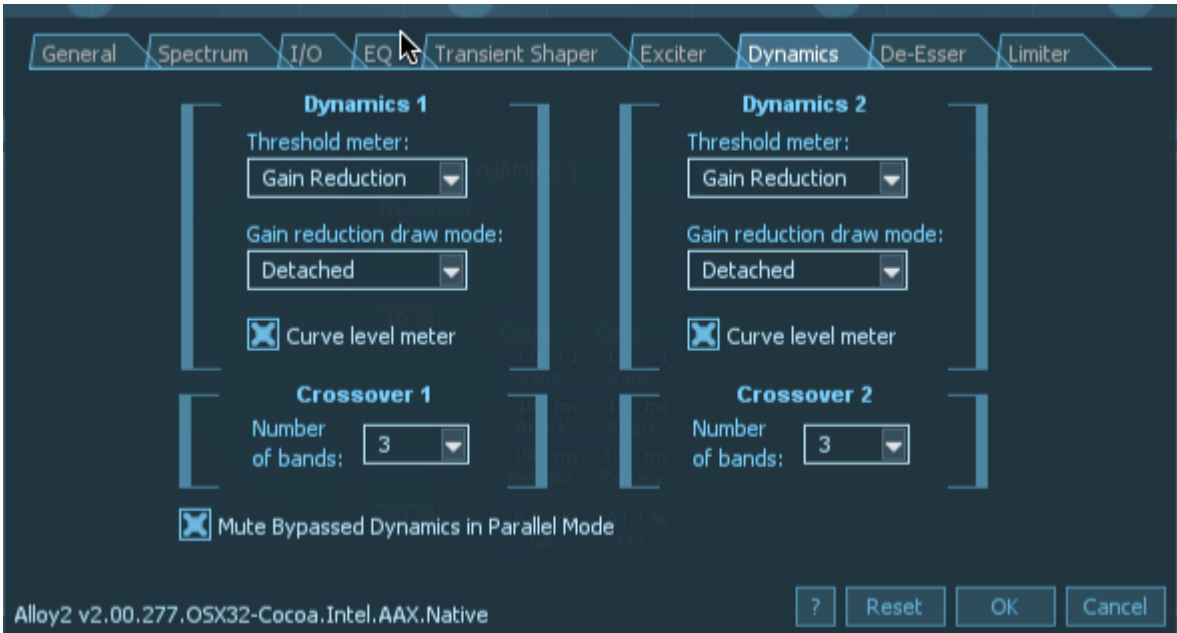 General Spectrum I/O EQ Transient Shaper Exciter Dynamics De-Esser Limiter
Dynamics 1
Threshold meter:
Gain Reduction
Gain reduction draw mode:
Detached
Curve level meter
Crossover 1
Number
of bands:
3
Dynamics 2
Threshold meter:
Gain Reduction
Gain reduction draw mode:
Detached
Curve level meter
Crossover 2
Number
of bands:
3
Mute Bypassed Dynamics in Parallel Mode
Alloy2 v2.00.277.OSX32-Cocoa.Intel.AAX.Native
? Reset OK Cancel